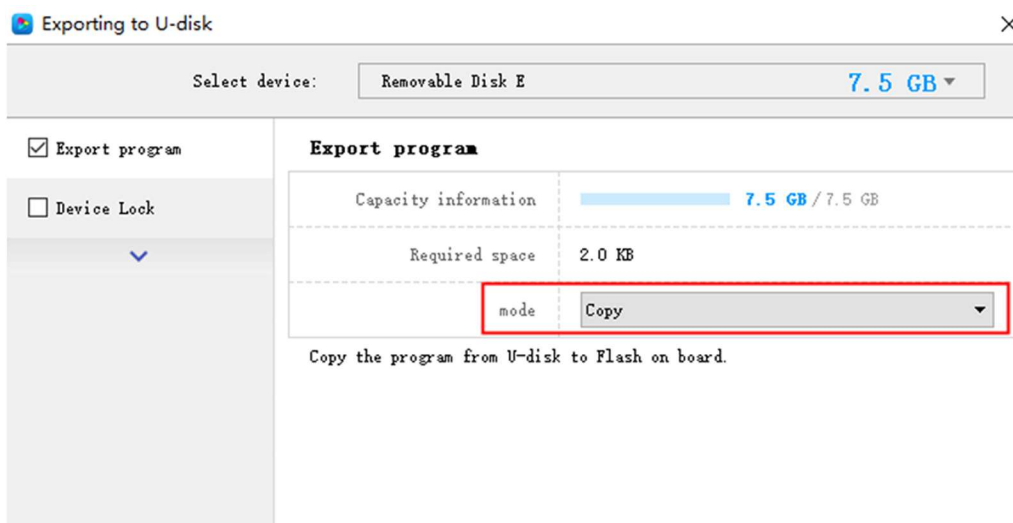 Exporting to U-disk
Select device: Removable Disk E 7.5 GB
Export program
Device Lock
Export program
Capacity information 7.5 GB/7.5 GB
Required space 2.0 KB
mode Copy
Copy the program from U-disk to Flash on board.